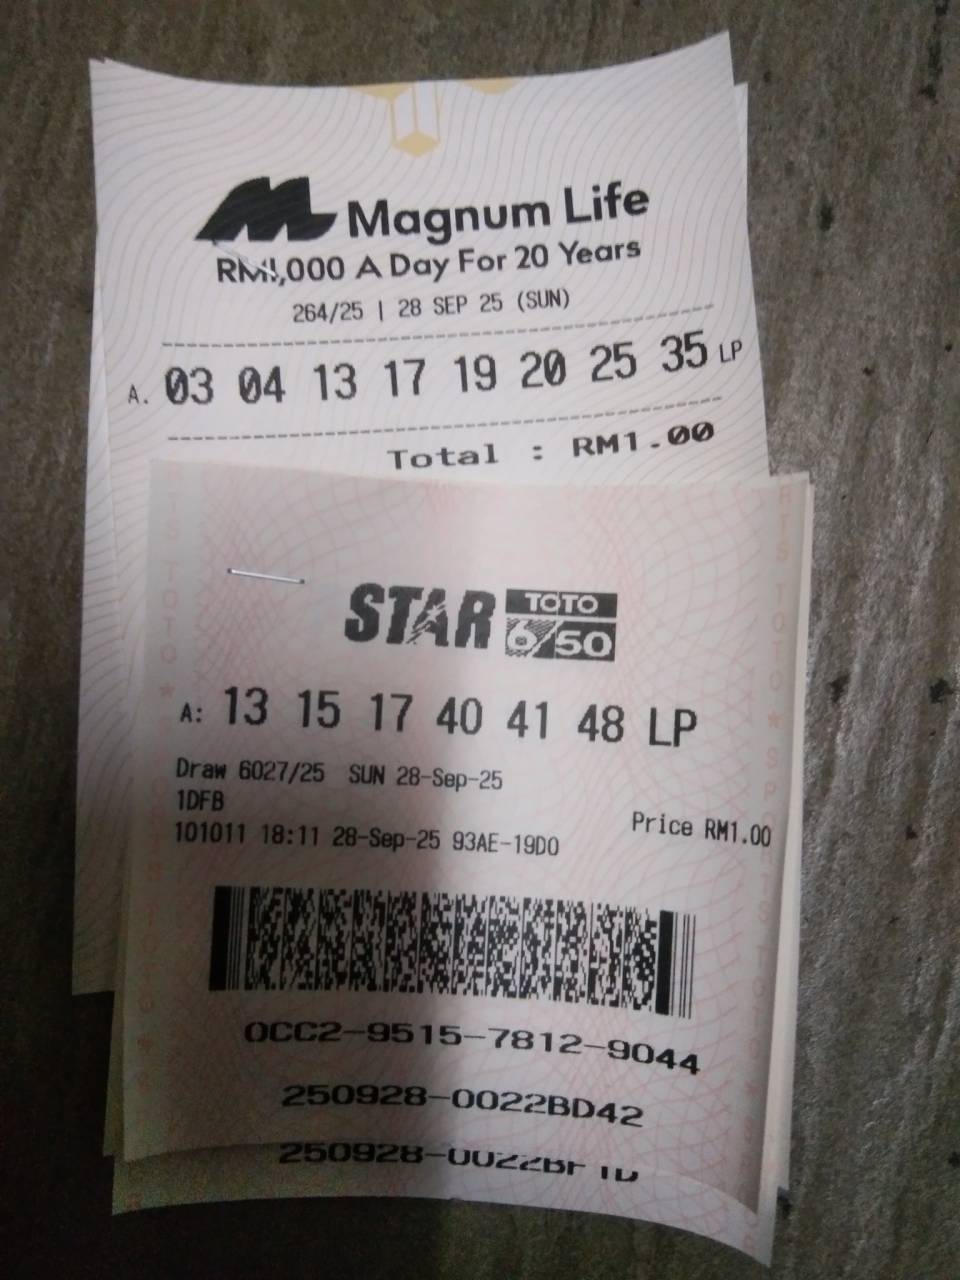 Magnum Life
RM1,000 A Day For 20 Years
264/25 | 28 SEP 25 (SUN)
A. 03 04 13 17 19 20 25 35 LP
Total : RM1.00
STAR TOTO 6/50
A: 13 15 17 40 41 48 LP
Draw 6027/25 SUN 28-Sep-25
1DFB
Price RM1.00
101011 18:11 28-Sep-25 93AE-19D0
0CC2-9515-7812-9044
250928-0022BD42